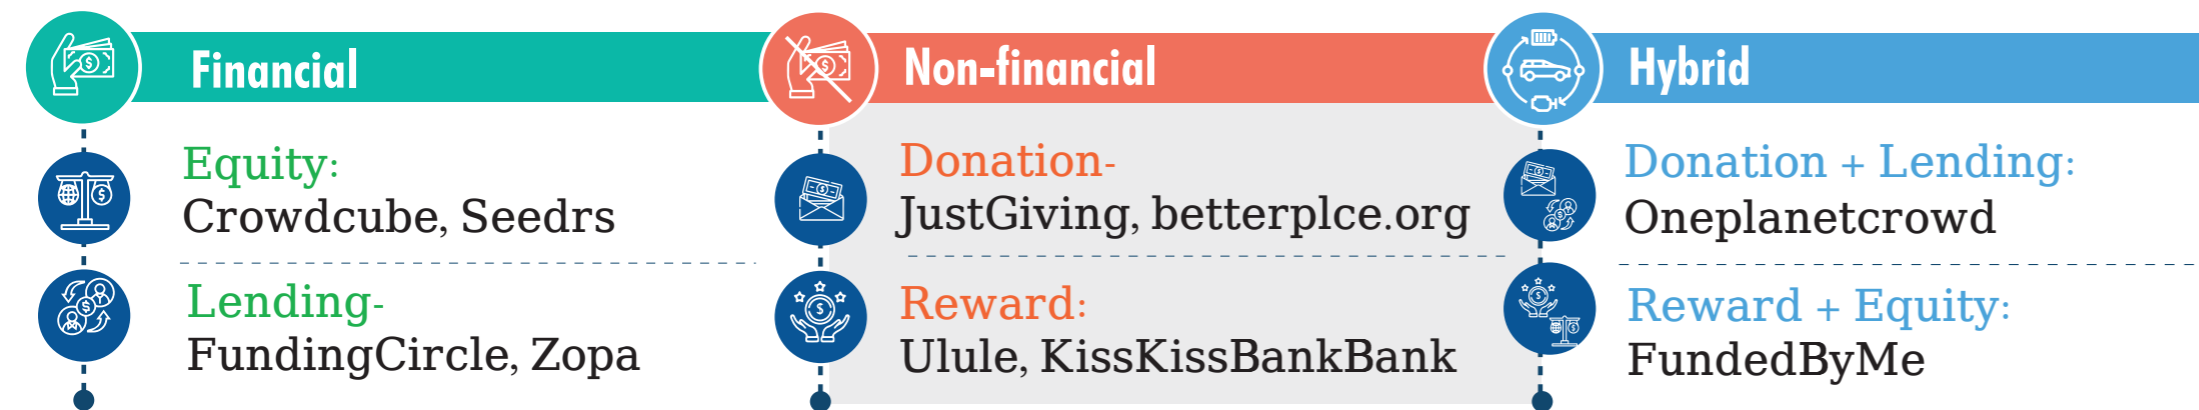 Financial
Equity:
Crowdcube, Seedrs
Lending-
FundingCircle, Zopa
Non-financial
Donation-
JustGiving, betterplce.org
Reward:
Ulule, KissKissBankBank
Hybrid
Donation + Lending:
Oneplanetcrowd
Reward + Equity:
FundedByMe